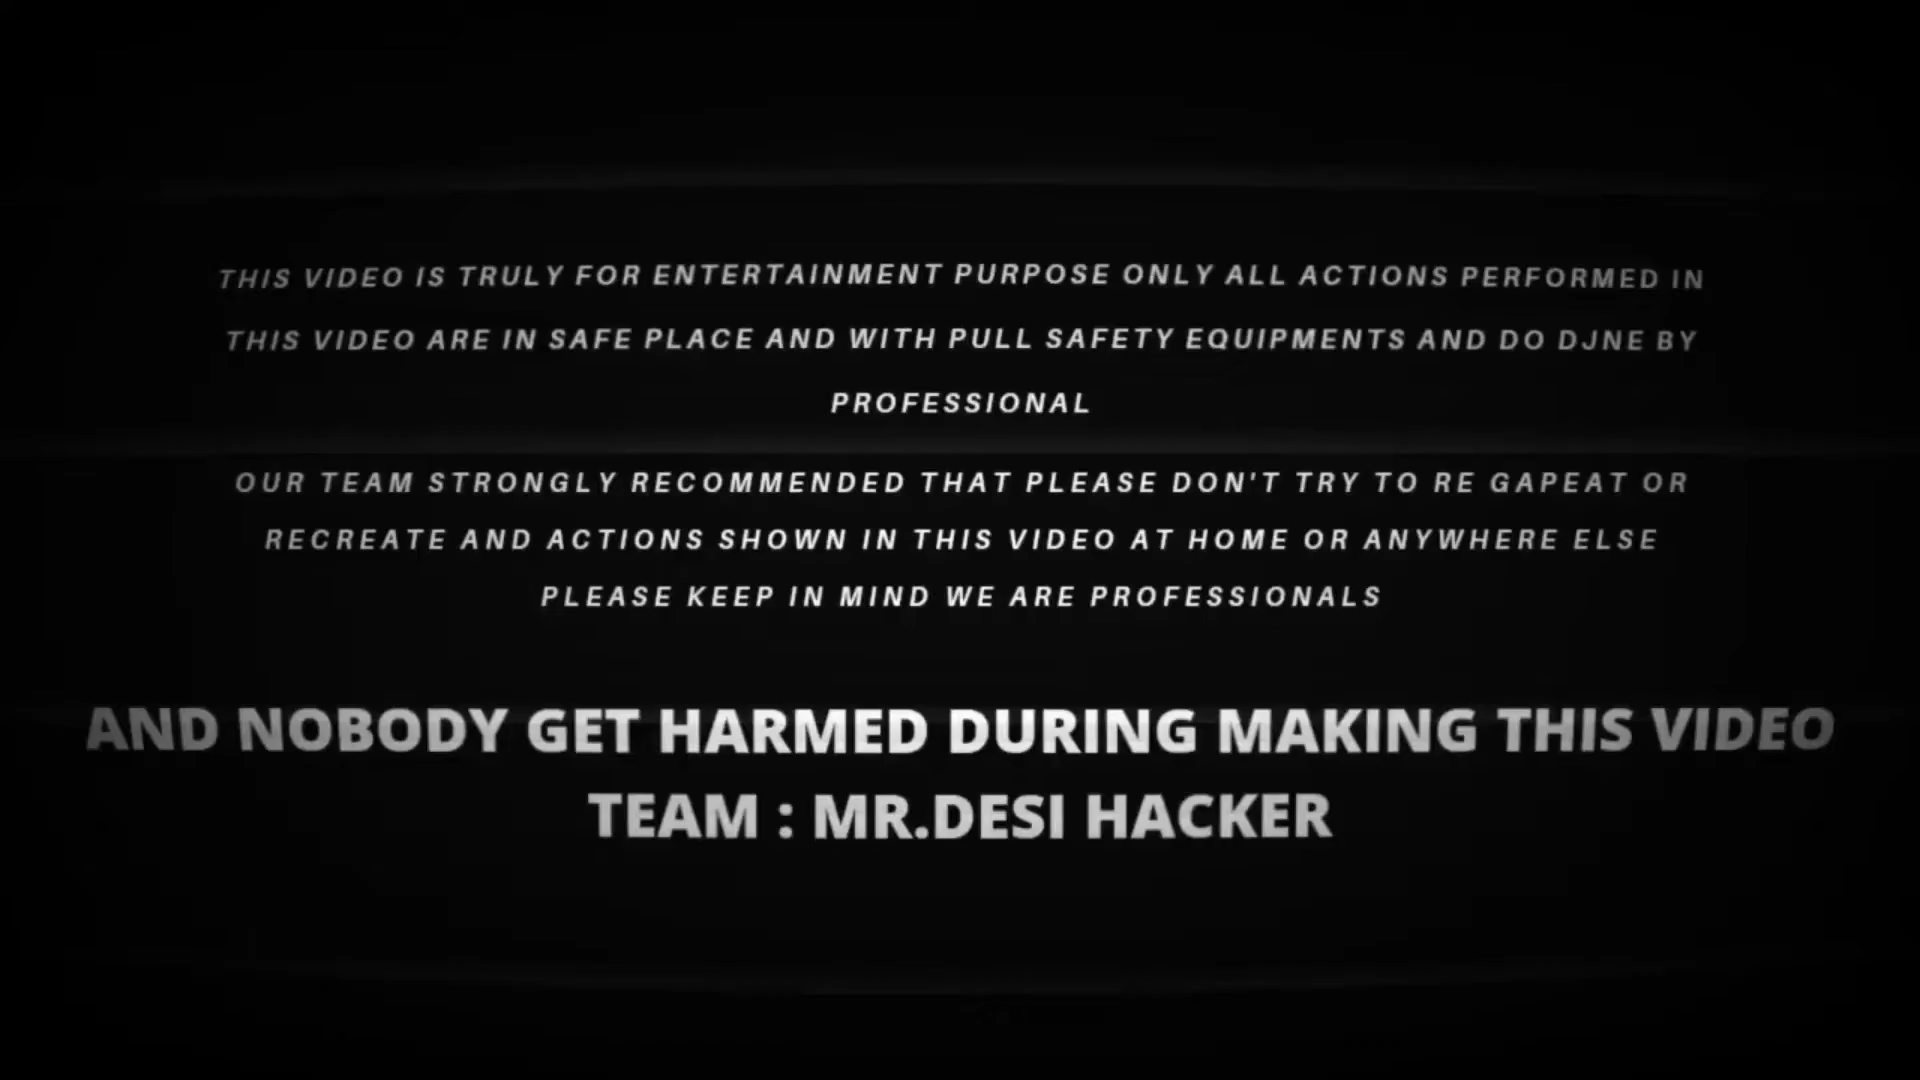 THIS VIDEO IS TRULY FOR ENTERTAINMENT PURPOSE ONLY ALL ACTIONS PERFORMED IN
THIS VIDEO ARE IN SAFE PLACE AND WITH PULL SAFETY EQUIPMENTS AND DO DJNE BY
PROFESSIONAL
OUR TEAM STRONGLY RECOMMENDED THAT PLEASE DON'T TRY TO RE GAPEAT OR
RECREATE AND ACTIONS SHOWN IN THIS VIDEO AT HOME OR ANYWHERE ELSE
PLEASE KEEP IN MIND WE ARE PROFESSIONALS
AND NOBODY GET HARMED DURING MAKING THIS VIDEO
TEAM : MR.DESI HACKER